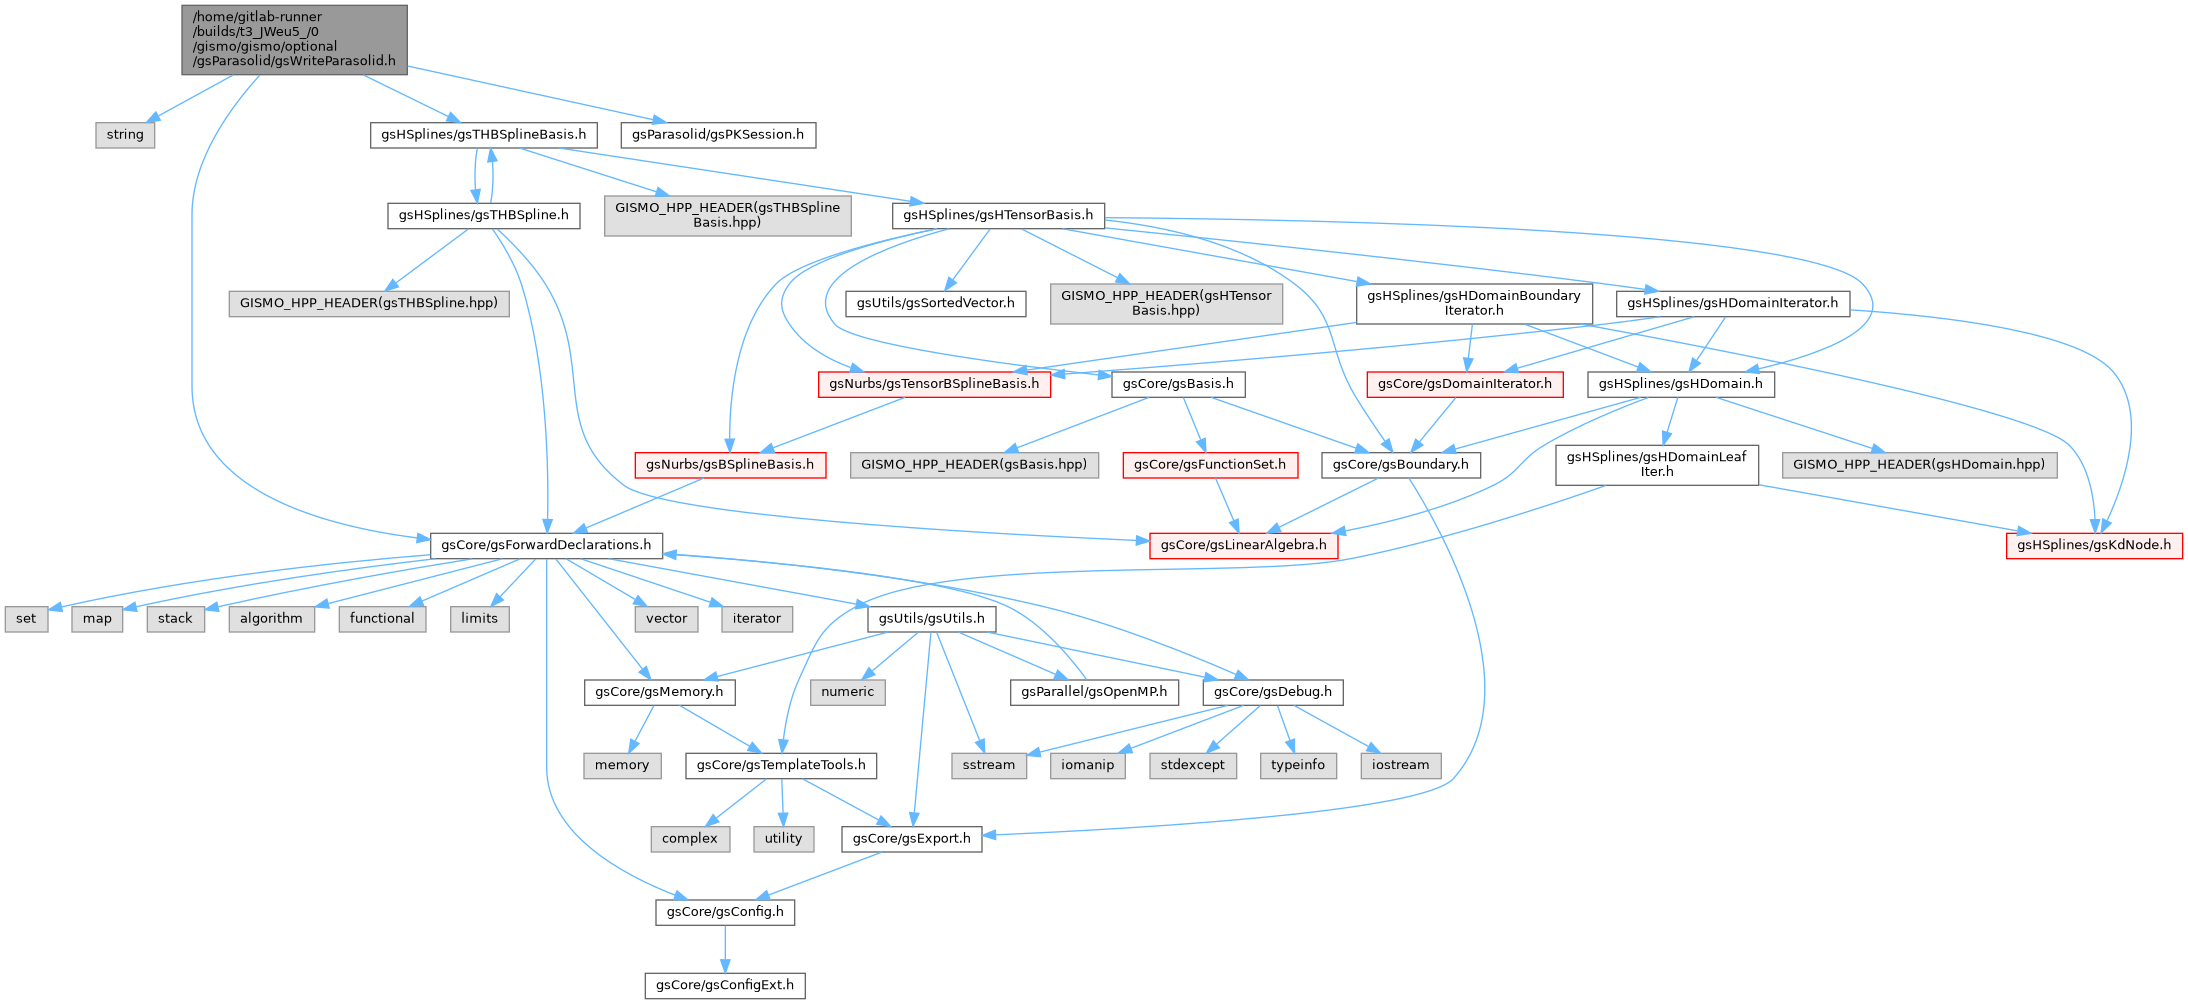 /home/gitlab-runner
/builds/t3_JWeu5_/0
/gismo/gismo/optional
/gsParasolid/gsWriteParasolid.h
string
gsHSplines/gsTHBSplineBasis.h
gsParasolid/gsPKSession.h
gsHSplines/gsTHBSpline.h
GISMO_HPP_HEADER(gsTHBSpline
Basis.hpp)
gsHSplines/gsHTensorBasis.h
GISMO_HPP_HEADER(gsTHBSpline.hpp)
gsUtils/gsSortedVector.h
GISMO_HPP_HEADER(gsHTensor
Basis.hpp)
gsHSplines/gsHDomainBoundary
Iterator.h
gsHSplines/gsHDomainIterator.h
gsNurbs/gsTensorBSplineBasis.h
gsCore/gsBasis.h
gsCore/gsDomainIterator.h
gsHSplines/gsHDomain.h
gsNurbs/gsBSplineBasis.h
GISMO_HPP_HEADER(gsBasis.hpp)
gsCore/gsFunctionSet.h
gsCore/gsBoundary.h
gsHSplines/gsHDomainLeaf
Iter.h
GISMO_HPP_HEADER(gsHDomain.hpp)
gsCore/gsForwardDeclarations.h
gsCore/gsLinearAlgebra.h
gsHSplines/gsKdNode.h
set
map
stack
algorithm
functional
limits
vector
iterator
gsUtils/gsUtils.h
gsCore/gsMemory.h
numeric
gsParallel/gsOpenMP.h
gsCore/gsDebug.h
memory
gsCore/gsTemplateTools.h
sstream
iomanip
stdexcept
typeinfo
iostream
complex
utility
gsCore/gsExport.h
gsCore/gsConfig.h
gsCore/gsConfigExt.h